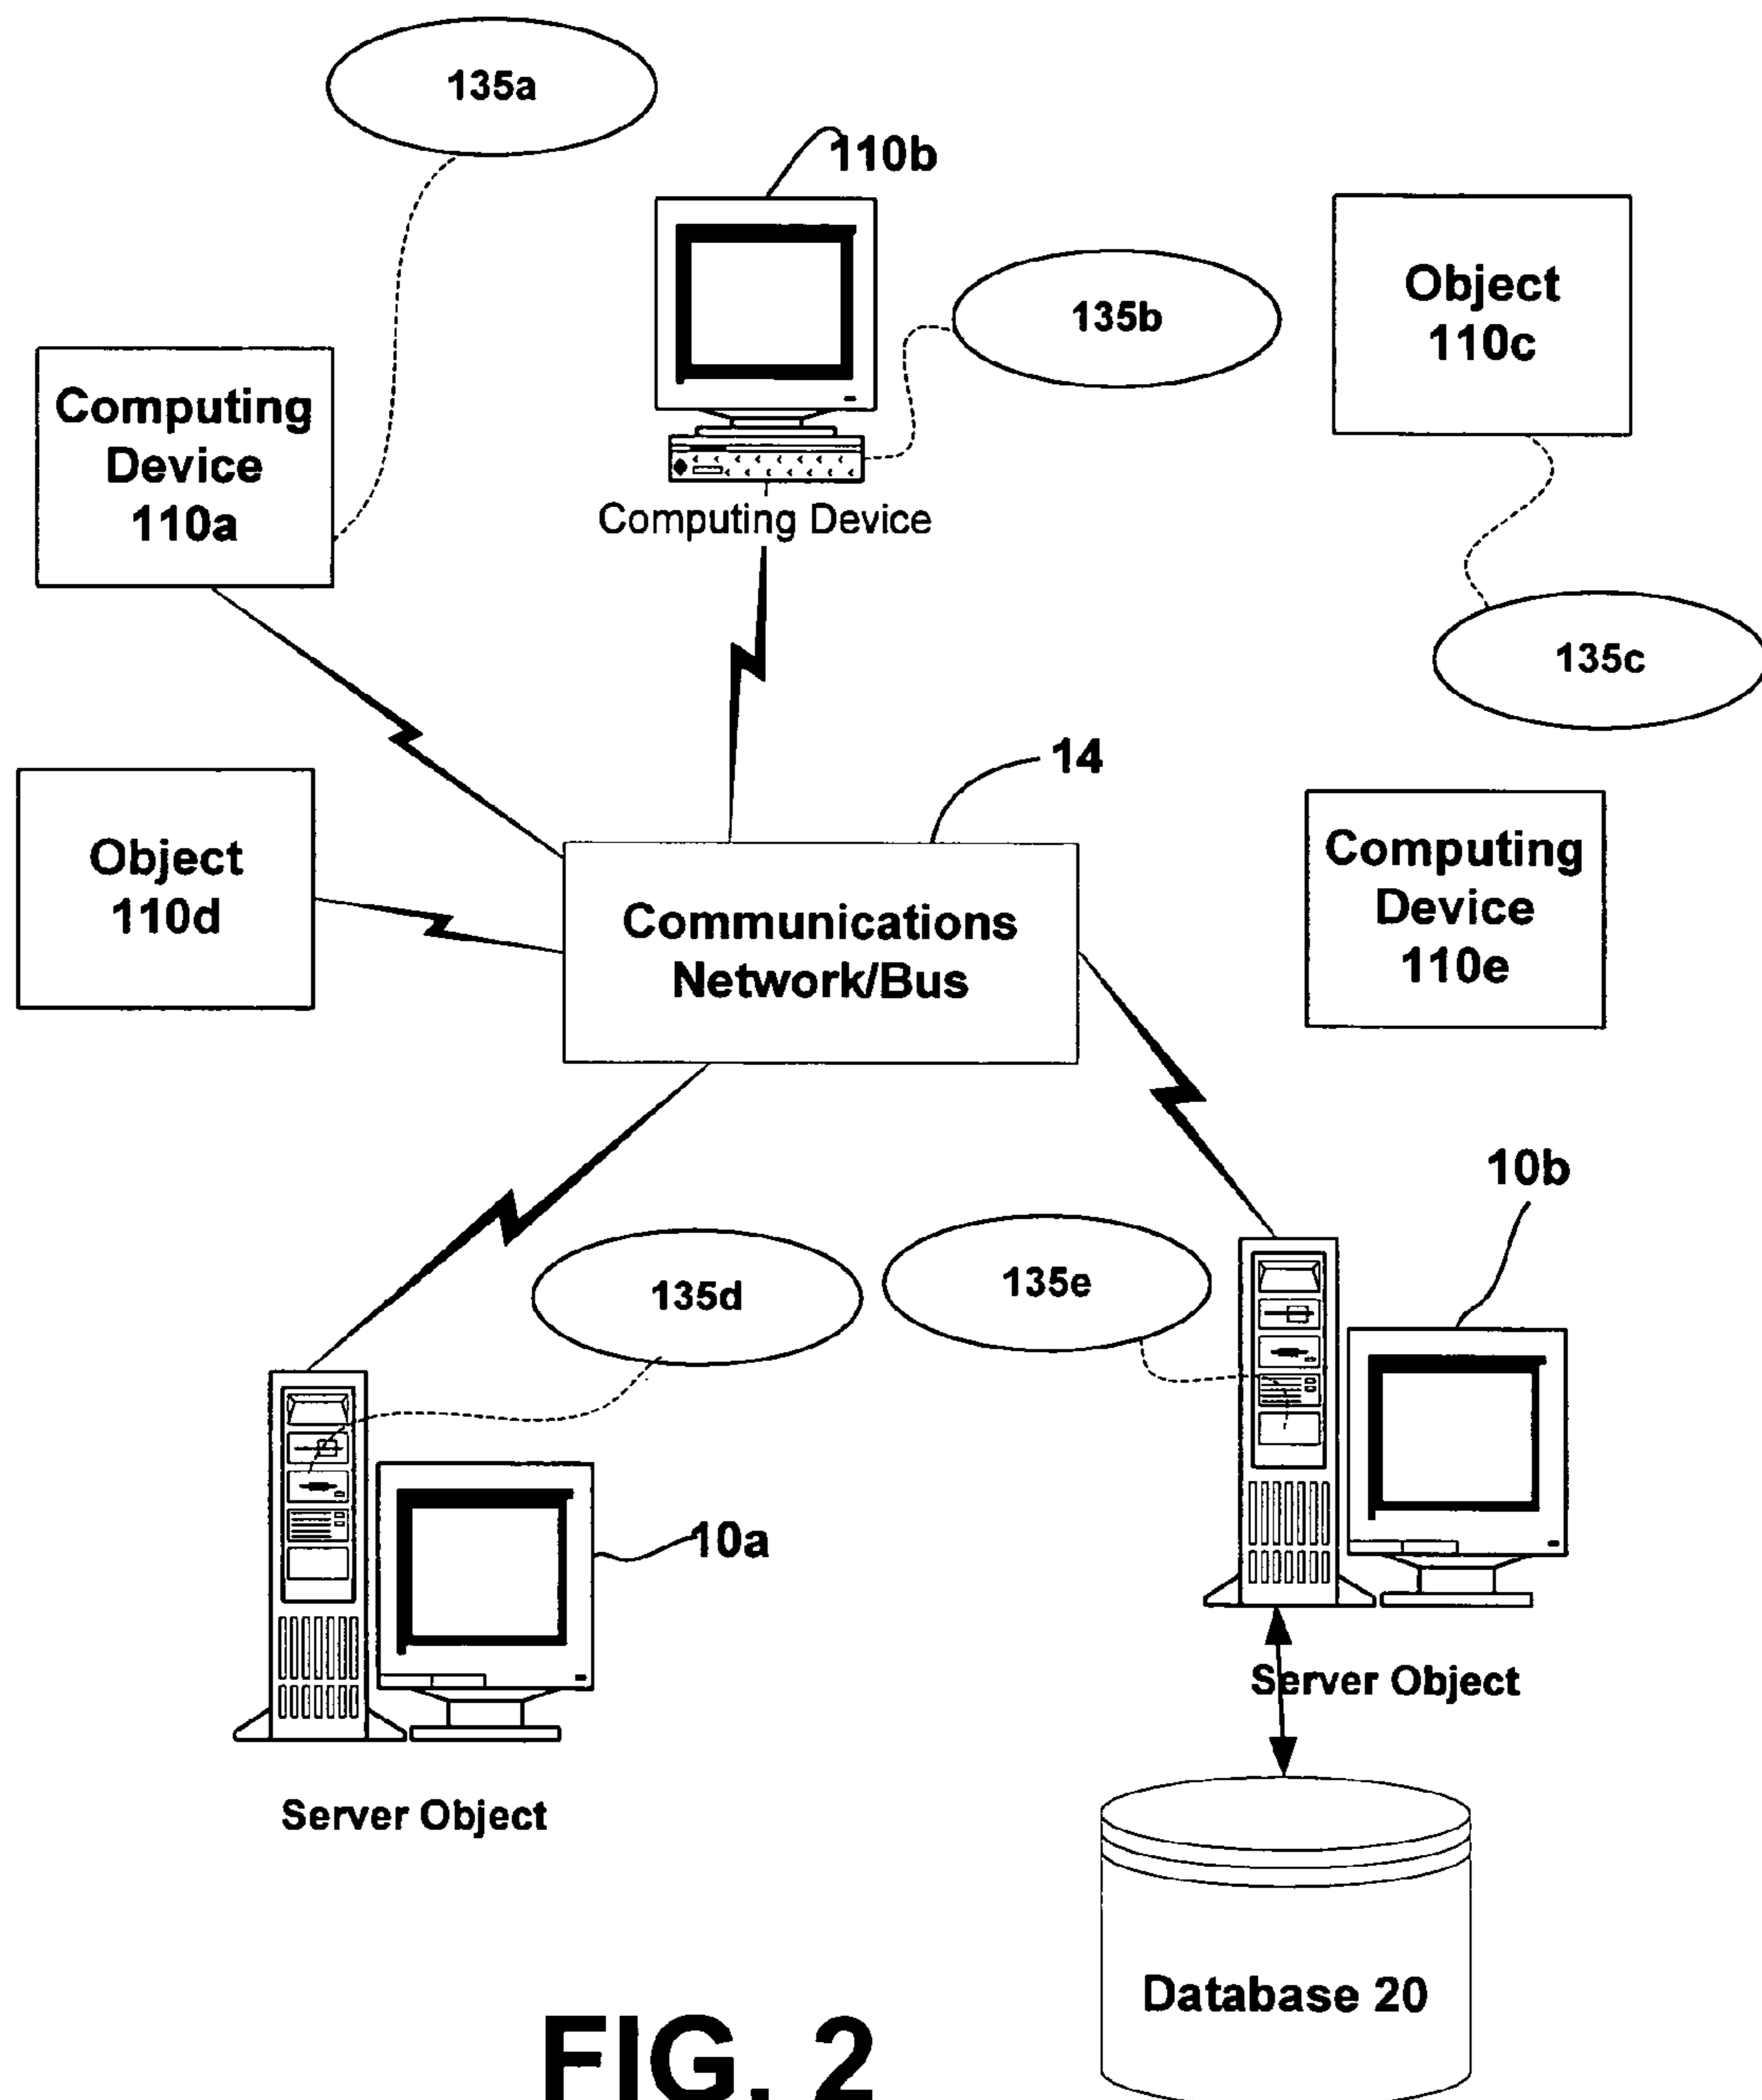 135a
110b
135b
Object
110c
Computing
Device
110a
Computing Device
135c
14
Object
110d
Communications
Network/Bus
Computing
Device
110e
10b
135d
135e
10a
Server Object
Server Object
Database 20
FIG. 2